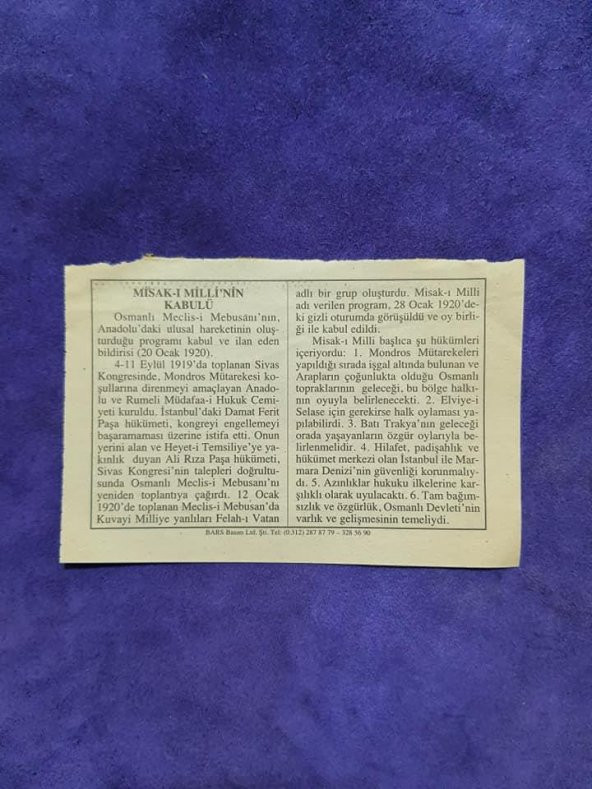 MİSAK-I MİLLİ'NİN
KABULÜ
Osmanlı Meclis-i Mebusanı'nın,
Anadolu'daki ulusal hareketinin oluş-
turduğu programı kabul ve ilan eden
bildirisi (20 Ocak 1920).
4-11 Eylül 1919'da toplanan Sivas
Kongresinde, Mondros Mütarekesi ko-
şullarına direnmeyi amaçlayan Anado-
lu ve Rumeli Müdafaa-i Hukuk Cemi-
yeti kuruldu. İstanbul'daki Damat Ferit
Paşa hükümeti, kongreyi engellemeyi
başaramaması üzerine istifa etti. Onun
yerini alan ve Heyet-i Temsiliye'ye ya-
kınlık duyan Ali Rıza Paşa hükümeti,
Sivas Kongresi'nin talepleri doğrultu-
sunda Osmanlı Meclis-i Mebusanı'nı
yeniden toplantıya çağırdı. 12 Ocak
1920'de toplanan Meclis-i Mebusan'da
Kuvayi Milliye yanlıları Felah-ı Vatan
adlı bir grup oluşturdu. Misak-ı Milli
adı verilen program, 28 Ocak 1920'de-
ki gizli oturumda görüşüldü ve oy birli-
ği ile kabul edildi.
Misak-ı Milli başlıca şu hükümleri
içeriyordu: 1. Mondros Mütarekeleri
yapıldığı sırada işgal altında bulunan ve
Arapların çoğunlukta olduğu Osmanlı
topraklarının geleceği, bu bölge halkı-
nın oyuyla belirlenecekti. 2. Elviye-i
Selase için gerekirse halk oylaması ya-
pılabilirdi. 3. Batı Trakya'nın geleceği
orada yaşayanların özgür oylarıyla be-
lirlenmelidir. 4. Hilafet, padişahlık ve
hükümet merkezi olan İstanbul ile Mar-
mara Denizi'nin güvenliği korunmalıy-
dı. 5. Azınlıklar hukuku ilkelerine kar-
şılıklı olarak uyulacaktı. 6. Tam bağım-
sızlık ve özgürlük, Osmanlı Devleti'nin
varlık ve gelişmesinin temeliydi.
BARS Basan Ltd. Şti. Tel: (0.312) 287 87 79 - 328 56 90